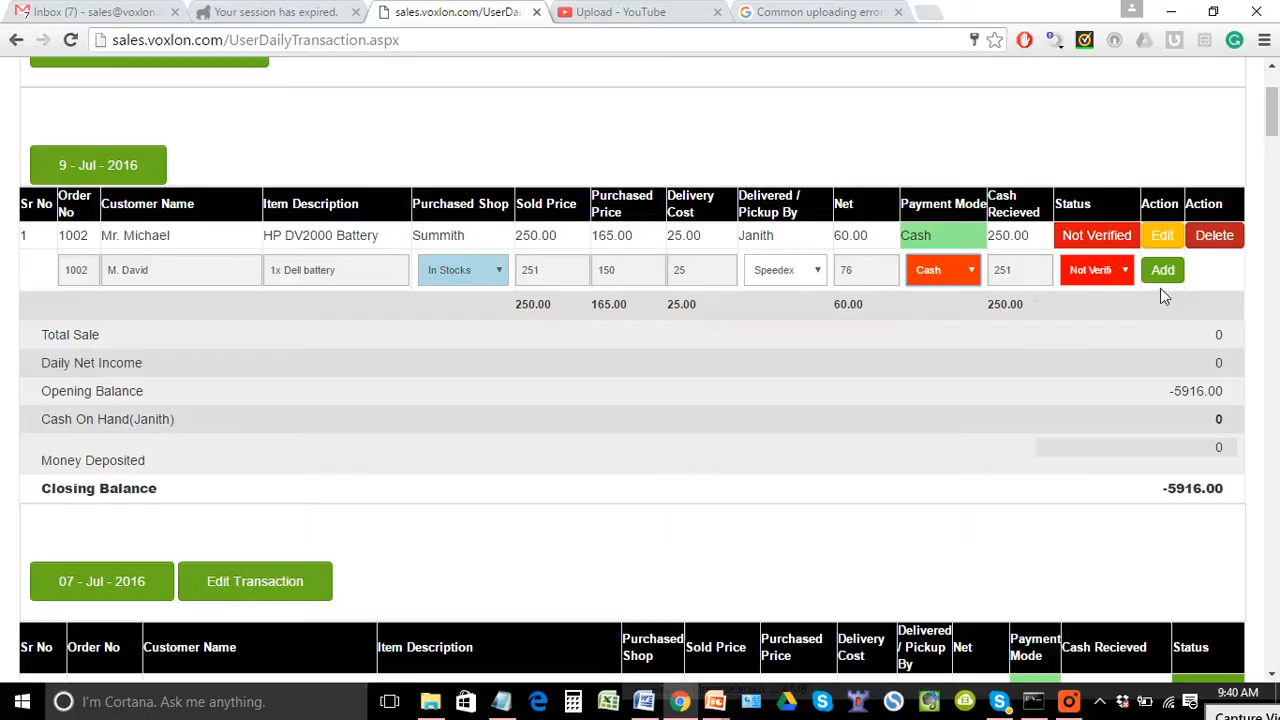 Inbox (7) - sales@voxlon
Your session has expired.
sales.voxlon.com/UserDai
Upload - YouTube
Common uploading error
sales.voxlon.com/UserDailyTransaction.aspx
9 - Jul - 2016
Sr No Order No Customer Name Item Description Purchased Shop Sold Price Purchased Price Delivery Cost Delivered / Pickup By Net Payment Mode Cash Recieved Status Action Action
1 1002 Mr. Michael HP DV2000 Battery Summith 250.00 165.00 25.00 Janith 60.00 Cash 250.00 Not Verified Edit Delete
1002 M. David 1x Dell battery In Stocks 251 150 25 Speedex 76 Cash 251 Not Verifi Add
250.00 165.00 25.00 60.00 250.00
Total Sale 0
Daily Net Income 0
Opening Balance -5916.00
Cash On Hand(Janith) 0
Money Deposited 0
Closing Balance -5916.00
07 - Jul - 2016 Edit Transaction
Sr No Order No Customer Name Item Description Purchased Shop Sold Price Purchased Price Delivery Cost Delivered / Pickup By Net Payment Mode Cash Recieved Status
I'm Cortana. Ask me anything.
9:40 AM
Capture Vi